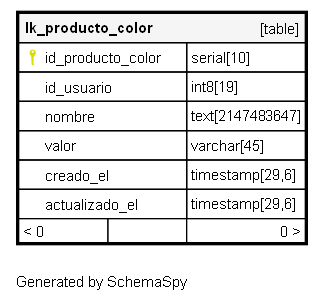 lk_producto_color [table]
id_producto_color serial[10]
id_usuario int8[19]
nombre text[2147483647]
valor varchar[45]
creado_el timestamp[29,6]
actualizado_el timestamp[29,6]
< 0 0 >
Generated by SchemaSpy